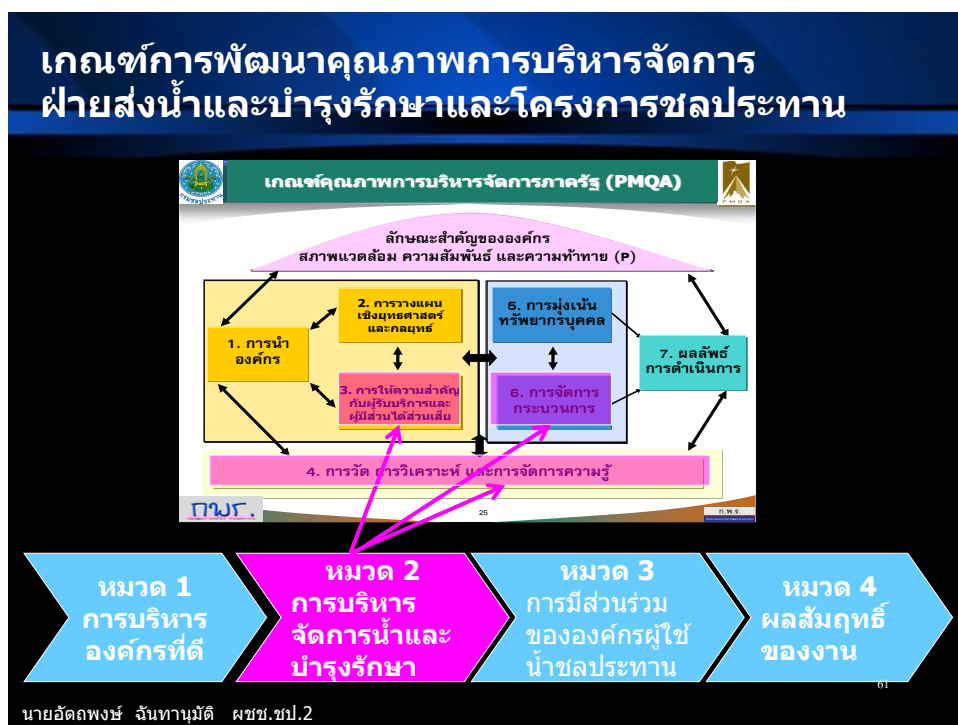 เกณฑ์การพัฒนาคุณภาพการบริหารจัดการ
ฝ่ายส่งน้ำและบำรุงรักษาและโครงการชลประทาน
เกณฑ์คุณภาพการบริหารจัดการภาครัฐ (PMQA)
กรมชลประทาน
PMQA
ลักษณะสำคัญขององค์กร
สภาพแวดล้อม ความสัมพันธ์ และความท้าทาย (P)
1. การนำ
องค์กร
2. การวางแผน
เชิงยุทธศาสตร์
และกลยุทธ์
3. การให้ความสำคัญ
กับผู้รับบริการและ
ผู้มีส่วนได้ส่วนเสีย
5. การมุ่งเน้น
ทรัพยากรบุคคล
6. การจัดการ
กระบวนการ
7. ผลลัพธ์
การดำเนินการ
4. การวัด การวิเคราะห์ และการจัดการความรู้
กพร.
25
ก.พ.ร.
หมวด 1
การบริหาร
องค์กรที่ดี
หมวด 2
การบริหาร
จัดการน้ำและ
บำรุงรักษา
หมวด 3
การมีส่วนร่วม
ขององค์กรผู้ใช้
น้ำชลประทาน
หมวด 4
ผลสัมฤทธิ์
ของงาน
61
นายอัตถพงษ์ ฉันทานุมัติ ผชช.ชป.2